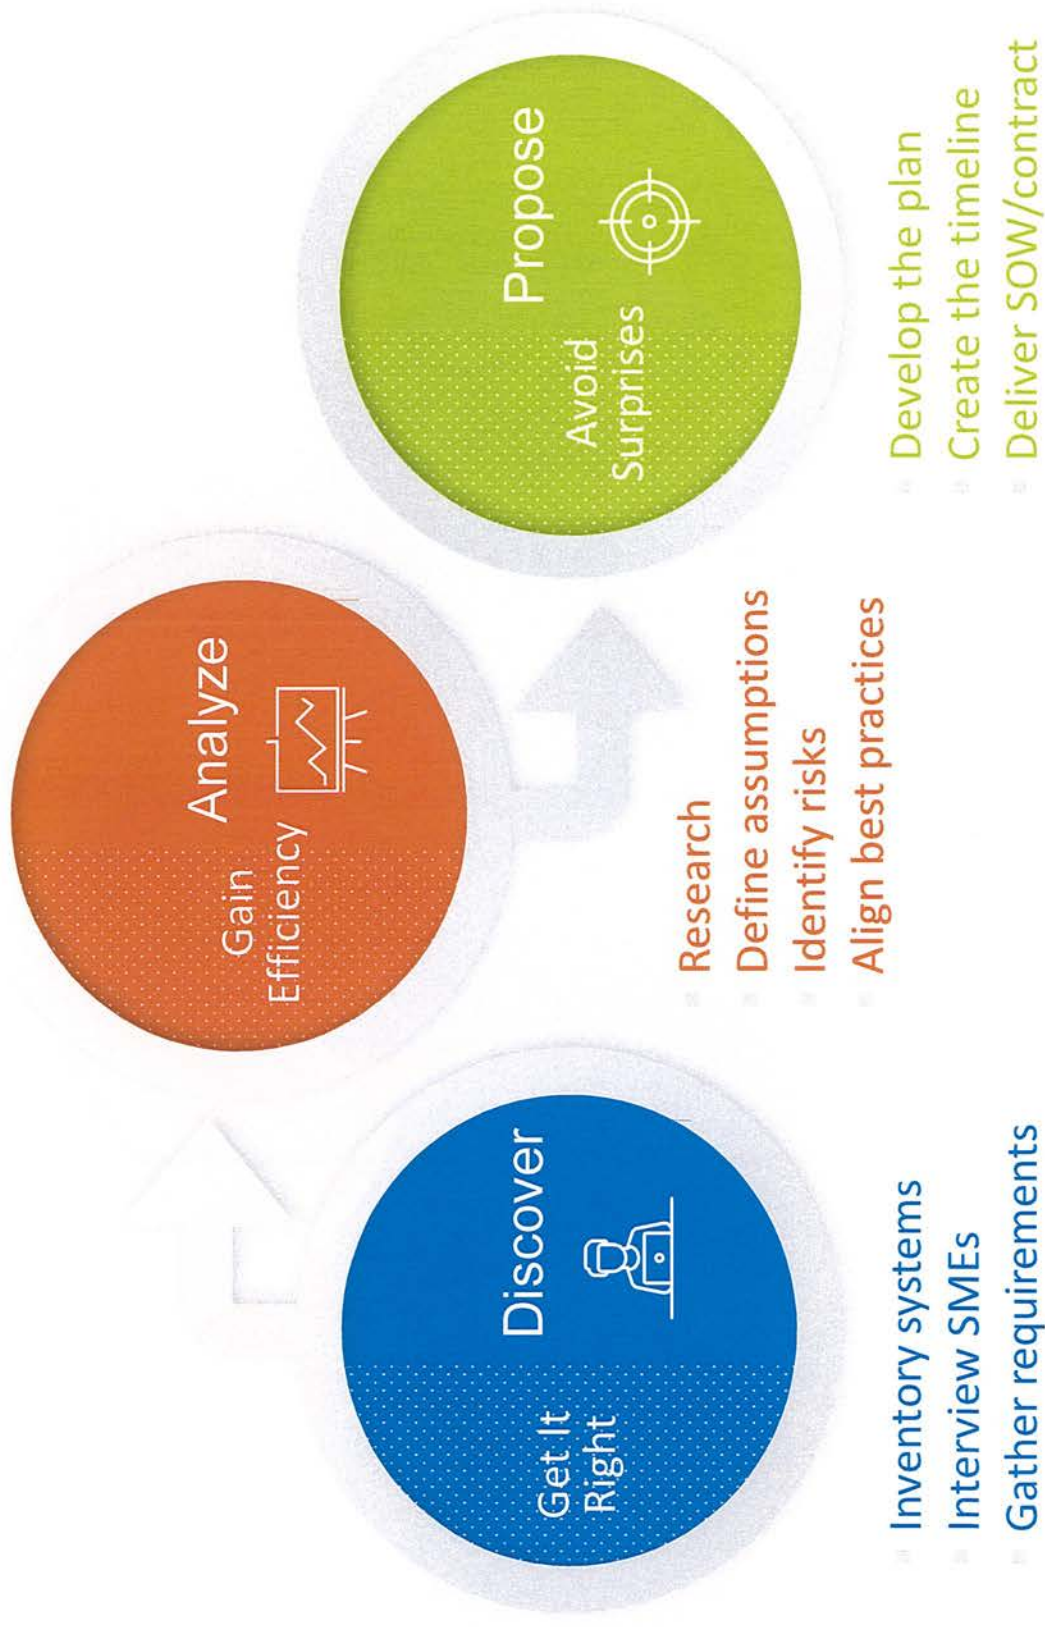 Get It
Right
Discover
Inventory systems
Interview SMEs
Gather requirements
Gain
Efficiency
Analyze
Research
Define assumptions
Identify risks
Align best practices
Avoid
Surprises
Propose
Develop the plan
Create the timeline
Deliver SOW/contract